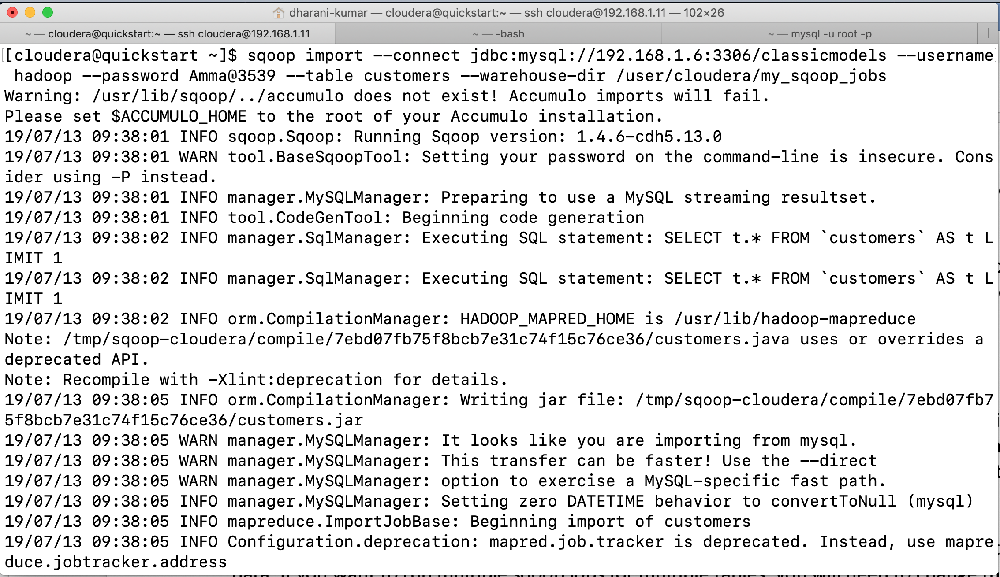 dharani-kumar — cloudera@quickstart:~ — ssh cloudera@192.168.1.11 — 102×26
~ — cloudera@quickstart:~ — ssh cloudera@192.168.1.11
~ — -bash
~ — mysql -u root -p
[cloudera@quickstart ~]$ sqoop import --connect jdbc:mysql://192.168.1.6:3306/classicmodels --username
 hadoop --password Amma@3539 --table customers --warehouse-dir /user/cloudera/my_sqoop_jobs
Warning: /usr/lib/sqoop/../accumulo does not exist! Accumulo imports will fail.
Please set $ACCUMULO_HOME to the root of your Accumulo installation.
19/07/13 09:38:01 INFO sqoop.Sqoop: Running Sqoop version: 1.4.6-cdh5.13.0
19/07/13 09:38:01 WARN tool.BaseSqoopTool: Setting your password on the command-line is insecure. Cons
ider using -P instead.
19/07/13 09:38:01 INFO manager.MySQLManager: Preparing to use a MySQL streaming resultset.
19/07/13 09:38:01 INFO tool.CodeGenTool: Beginning code generation
19/07/13 09:38:02 INFO manager.SqlManager: Executing SQL statement: SELECT t.* FROM `customers` AS t L
IMIT 1
19/07/13 09:38:02 INFO manager.SqlManager: Executing SQL statement: SELECT t.* FROM `customers` AS t L
IMIT 1
19/07/13 09:38:02 INFO orm.CompilationManager: HADOOP_MAPRED_HOME is /usr/lib/hadoop-mapreduce
Note: /tmp/sqoop-cloudera/compile/7ebd07fb75f8bcb7e31c74f15c76ce36/customers.java uses or overrides a
deprecated API.
Note: Recompile with -Xlint:deprecation for details.
19/07/13 09:38:05 INFO orm.CompilationManager: Writing jar file: /tmp/sqoop-cloudera/compile/7ebd07fb7
5f8bcb7e31c74f15c76ce36/customers.jar
19/07/13 09:38:05 WARN manager.MySQLManager: It looks like you are importing from mysql.
19/07/13 09:38:05 WARN manager.MySQLManager: This transfer can be faster! Use the --direct
19/07/13 09:38:05 WARN manager.MySQLManager: option to exercise a MySQL-specific fast path.
19/07/13 09:38:05 INFO manager.MySQLManager: Setting zero DATETIME behavior to convertToNull (mysql)
19/07/13 09:38:05 INFO mapreduce.ImportJobBase: Beginning import of customers
19/07/13 09:38:05 INFO Configuration.deprecation: mapred.job.tracker is deprecated. Instead, use mapre
duce.jobtracker.address